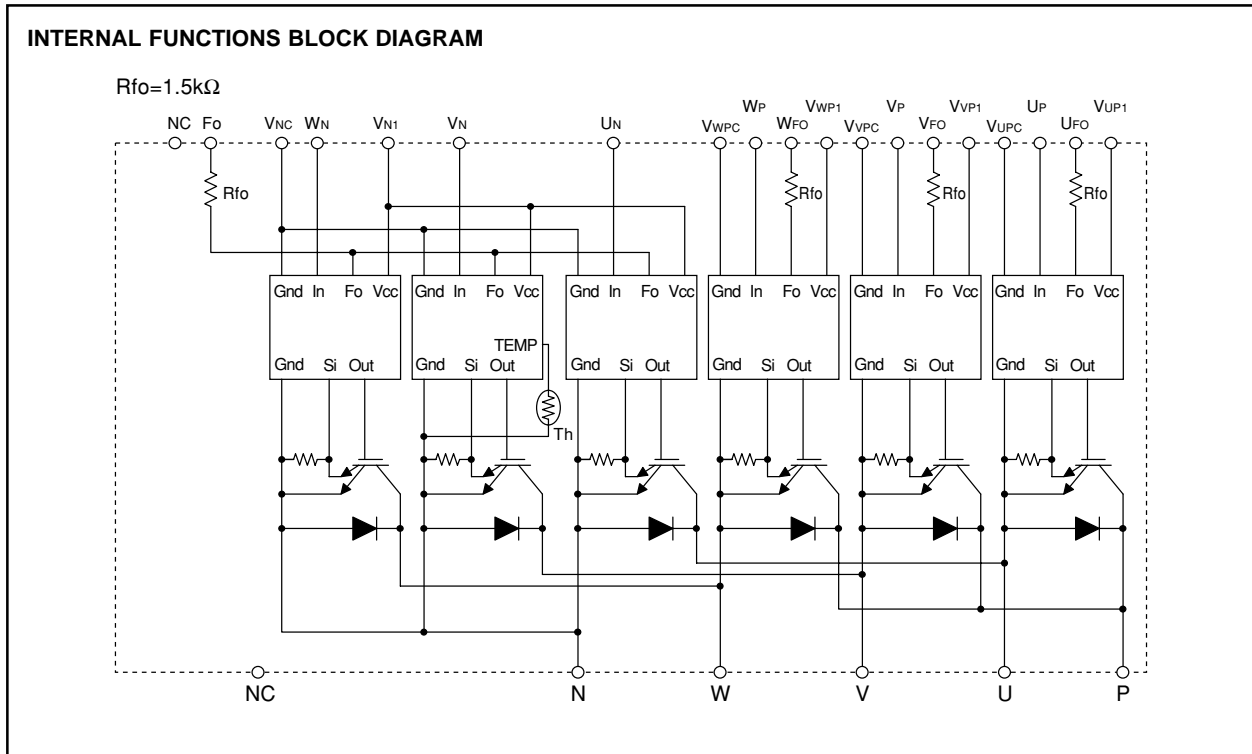 INTERNAL FUNCTIONS BLOCK DIAGRAM
Rfo=1.5kΩ
WP VWP1 VP VVP1 UP VUP1
NC Fo VNC WN VN1 VN UN VWPC WFO VVPC VFO VUPC UFO
Rfo Rfo Rfo Rfo
Gnd In Fo Vcc Gnd In Fo Vcc Gnd In Fo Vcc Gnd In Fo Vcc Gnd In Fo Vcc Gnd In Fo Vcc
TEMP
Gnd Si Out Gnd Si Out Gnd Si Out Gnd Si Out Gnd Si Out Gnd Si Out
Th
NC N W V U P